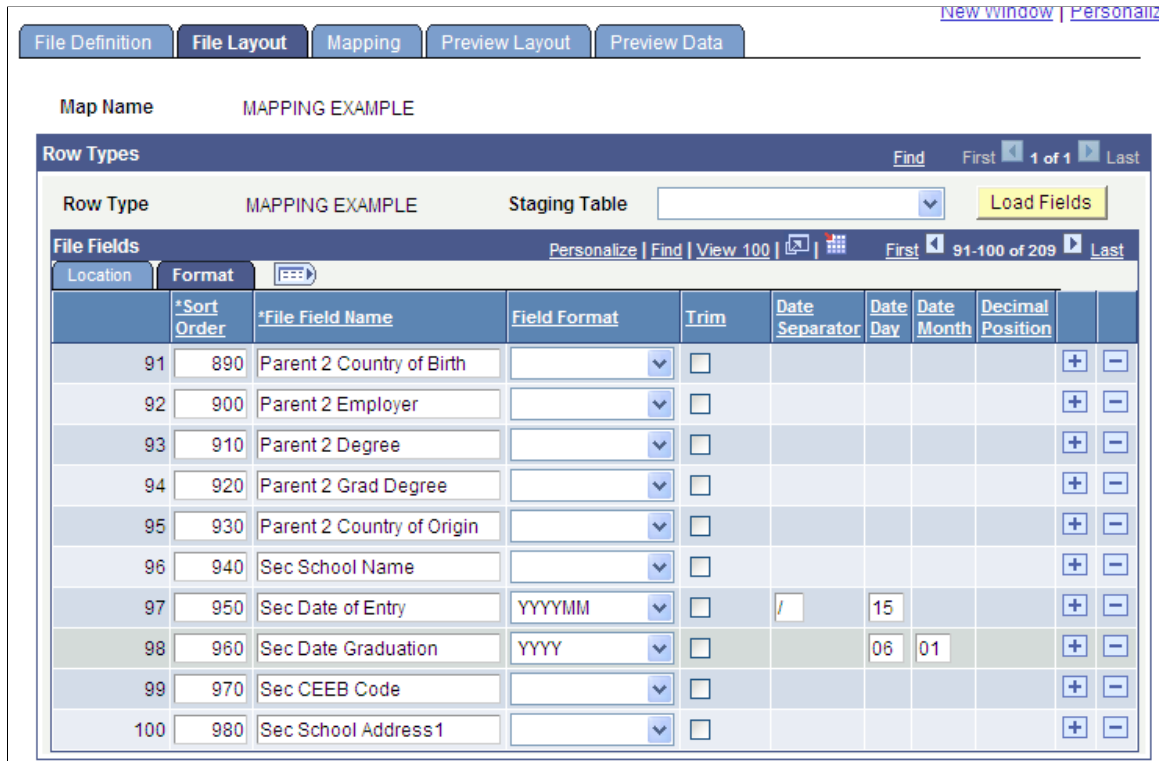 New Window | Personaliz
File Definition File Layout Mapping Preview Layout Preview Data
Map Name MAPPING EXAMPLE
Row Types Find First 1 of 1 Last
Row Type MAPPING EXAMPLE Staging Table Load Fields
File Fields Personalize | Find | View 100 | | First 91-100 of 209 Last
Location Format
*Sort Order *File Field Name Field Format Trim Date Separator Date Day Date Month Decimal Position
91 890 Parent 2 Country of Birth + -
92 900 Parent 2 Employer + -
93 910 Parent 2 Degree + -
94 920 Parent 2 Grad Degree + -
95 930 Parent 2 Country of Origin + -
96 940 Sec School Name + -
97 950 Sec Date of Entry YYYYMM / 15 + -
98 960 Sec Date Graduation YYYY 06 01 + -
99 970 Sec CEEB Code + -
100 980 Sec School Address1 + -